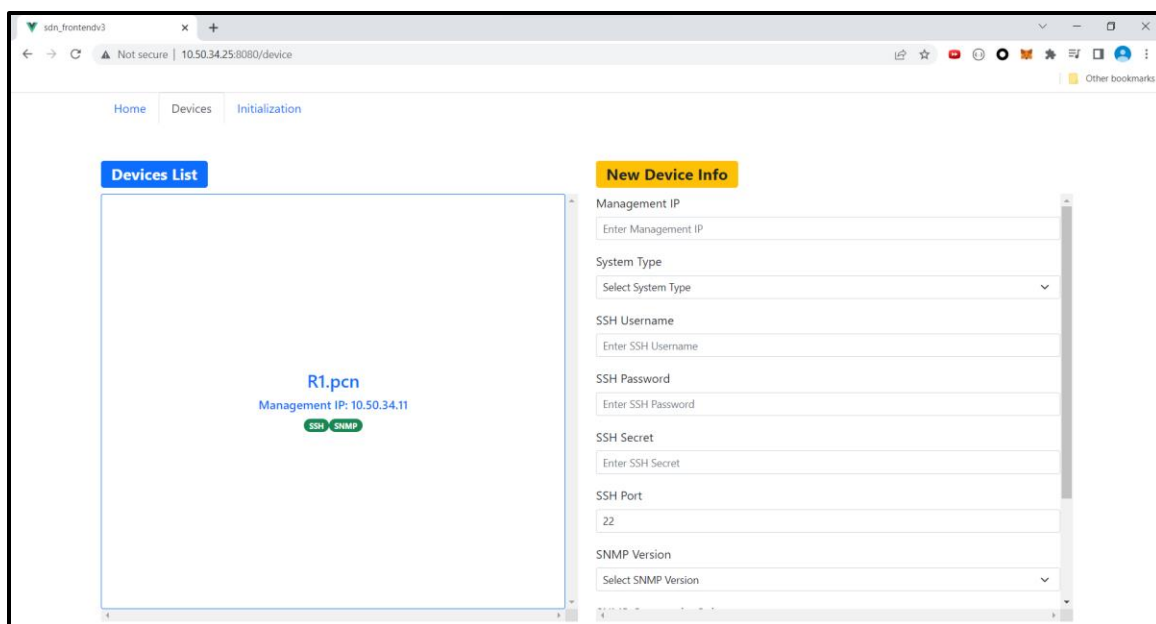 sdn_frontendv3
Not secure | 10.50.34.25:8080/device
Other bookmarks
Home Devices Initialization
Devices List
R1.pcn
Management IP: 10.50.34.11
SSH SNMP
New Device Info
Management IP
Enter Management IP
System Type
Select System Type
SSH Username
Enter SSH Username
SSH Password
Enter SSH Password
SSH Secret
Enter SSH Secret
SSH Port
22
SNMP Version
Select SNMP Version